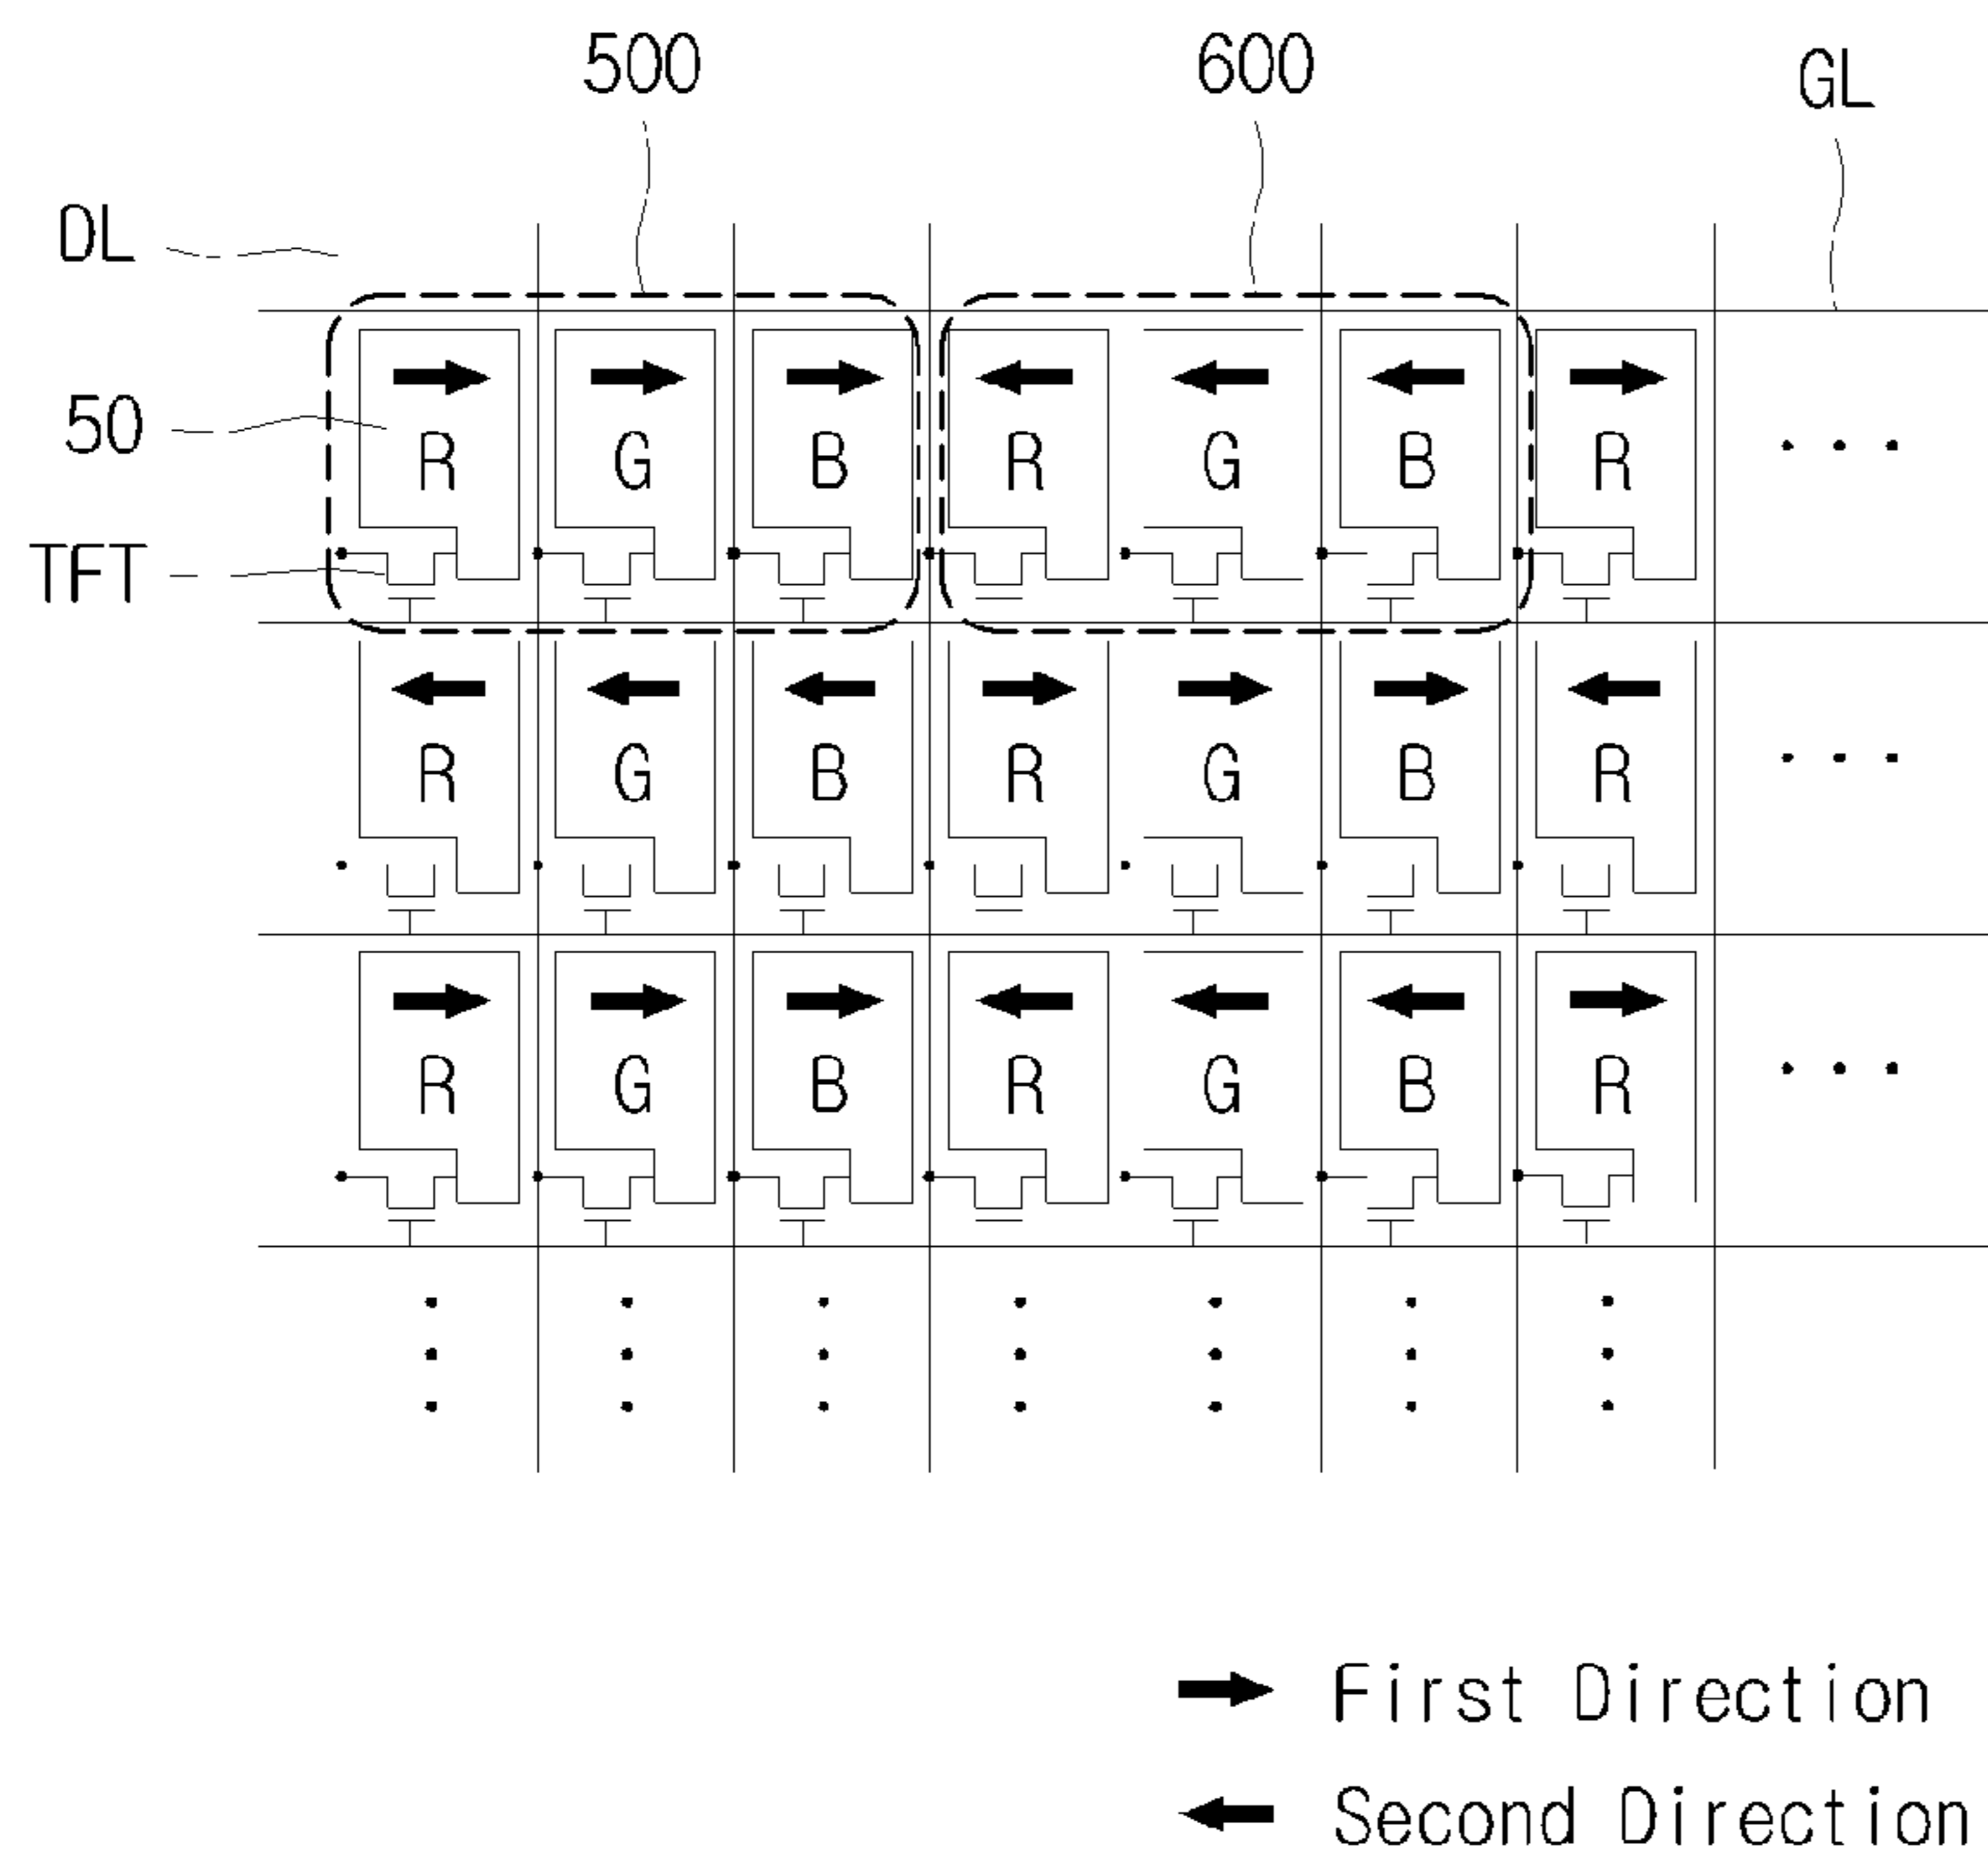 500 600 GL
DL
50
R G B R G B R
TFT
R G B R G B R
R G B R G B R
First Direction
Second Direction